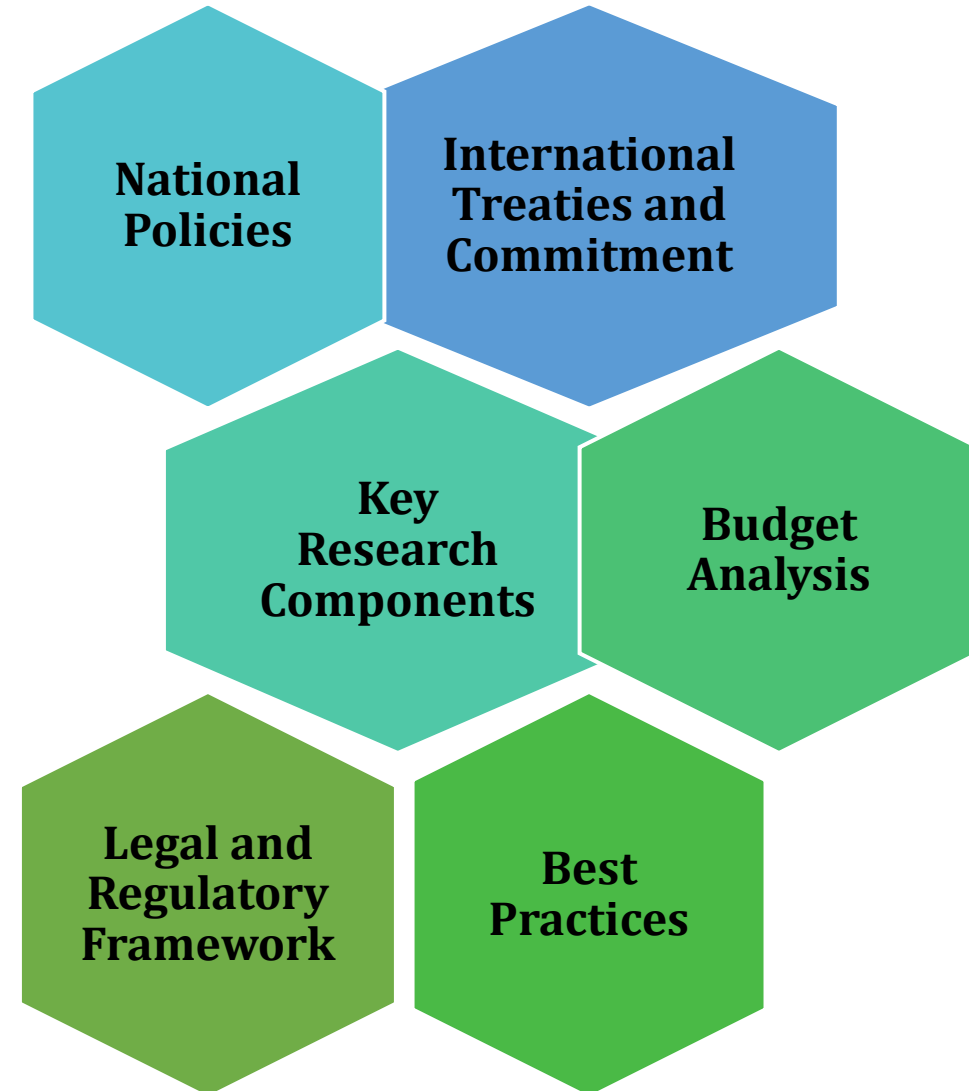 National
Policies
International
Treaties and
Commitment
Key
Research
Components
Budget
Analysis
Legal and
Regulatory
Framework
Best
Practices